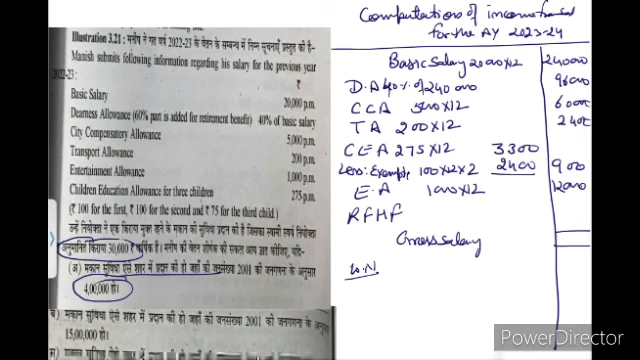 Illustration 3.21 : मनीष ने गत वर्ष 2022-23 के वेतन के सम्बन्ध में निम्न सूचनाएँ प्रस्तुत की है-
Manish submits following information regarding his salary for the previous year
2022-23:
₹
Basic Salary 20,000 p.m.
Dearness Allowance (60% part is added for retirement benefit) 40% of basic salary
City Compensatory Allowance 5,000 p.m.
Transport Allowance 200 p.m.
Entertainment Allowance 1,000 p.m.
Children Education Allowance for three children 275 p.m.
(₹ 100 for the first, ₹ 100 for the second and ₹ 75 for the third child.)
उन्हें नियोक्ता ने एक किराया मुक्त मकान की सुविधा प्रदान की है जिसका स्वामी स्वयं नियोक्ता
अनुमानित किराया 30,000 ₹ वार्षिक है। मनीष की वेतन शीर्षक की सकल आय ज्ञात कीजिए, यदि-
(अ) मकान सुविधा ऐसे शहर में प्रदान की हो जहाँ की जनसंख्या 2001 की जनगणना के अनुसार
4,00,000 हो।
ब) मकान सुविधा ऐसे शहर में प्रदान की हो जहाँ की जनसंख्या 2001 की जनगणना के अनुसार
15,00,000 हो।
Computations of income
for the AY 2023-24
Basic Salary 20000×12 240000
D.A 40% of 240000 96000
CCA 5000×12 60000
TA 200×12 2400
CEA 275×12 3300
Less: 100×12×2 2400 900
E.A 1000×12 12000
RFHF
Gross salary
W.N
PowerDirector